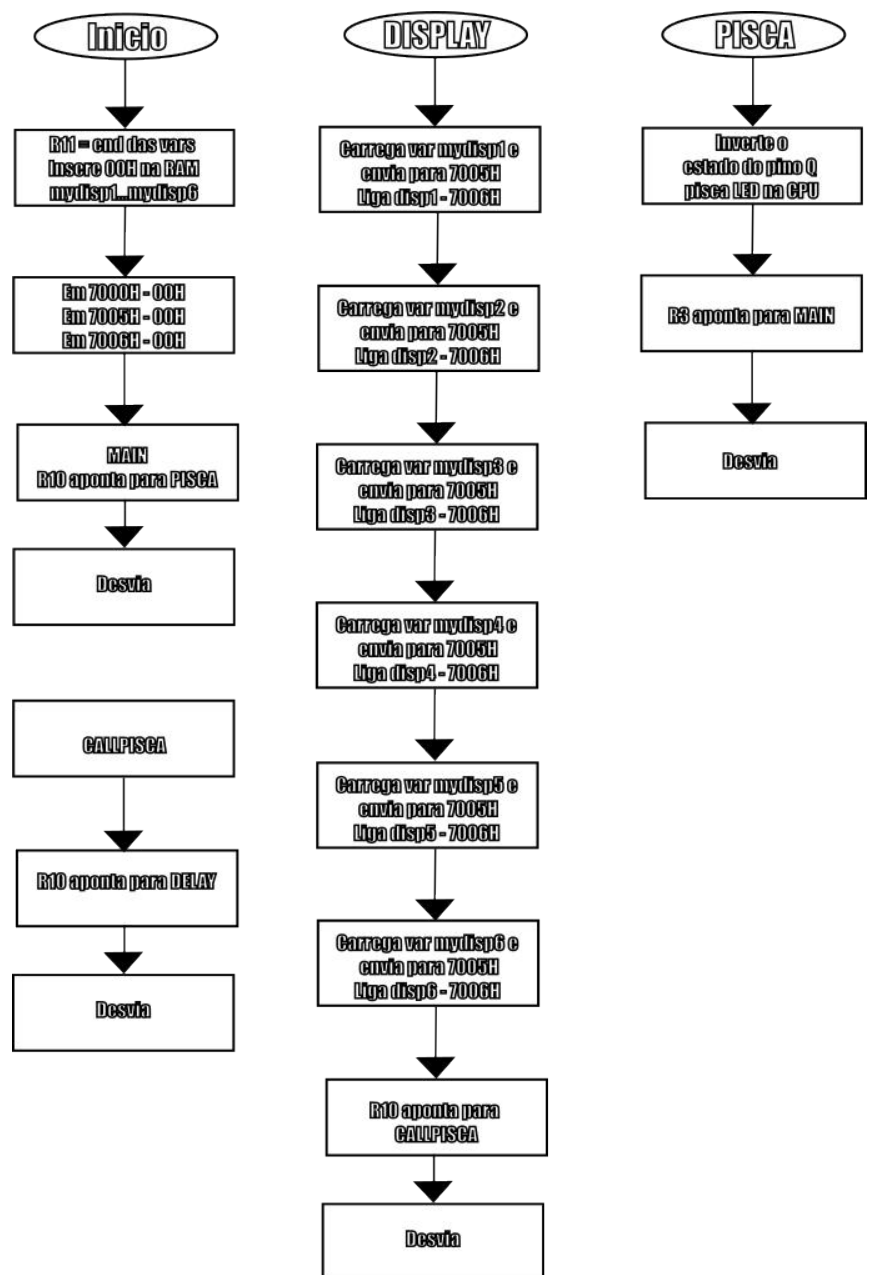 Inicio
R11 = end das vars
Insere 00H na RAM
mydisp1...mydisp6
Em 7000H - 00H
Em 7005H - 00H
Em 7006H - 00H
MAIN
R10 aponta para PISCA
Desvia
CALLPISCA
R10 aponta para DELAY
Desvia
DISPLAY
Carrega var mydisp1 e
envia para 7005H
Liga disp1 - 7006H
Carrega var mydisp2 e
envia para 7005H
Liga disp2 - 7006H
Carrega var mydisp3 e
envia para 7005H
Liga disp3 - 7006H
Carrega var mydisp4 e
envia para 7005H
Liga disp4 - 7006H
Carrega var mydisp5 e
envia para 7005H
Liga disp5 - 7006H
Carrega var mydisp6 e
envia para 7005H
Liga disp6 - 7006H
R10 aponta para
CALLPISCA
Desvia
PISCA
Inverte o
estado do pino Q
pisca LED na CPU
R3 aponta para MAIN
Desvia